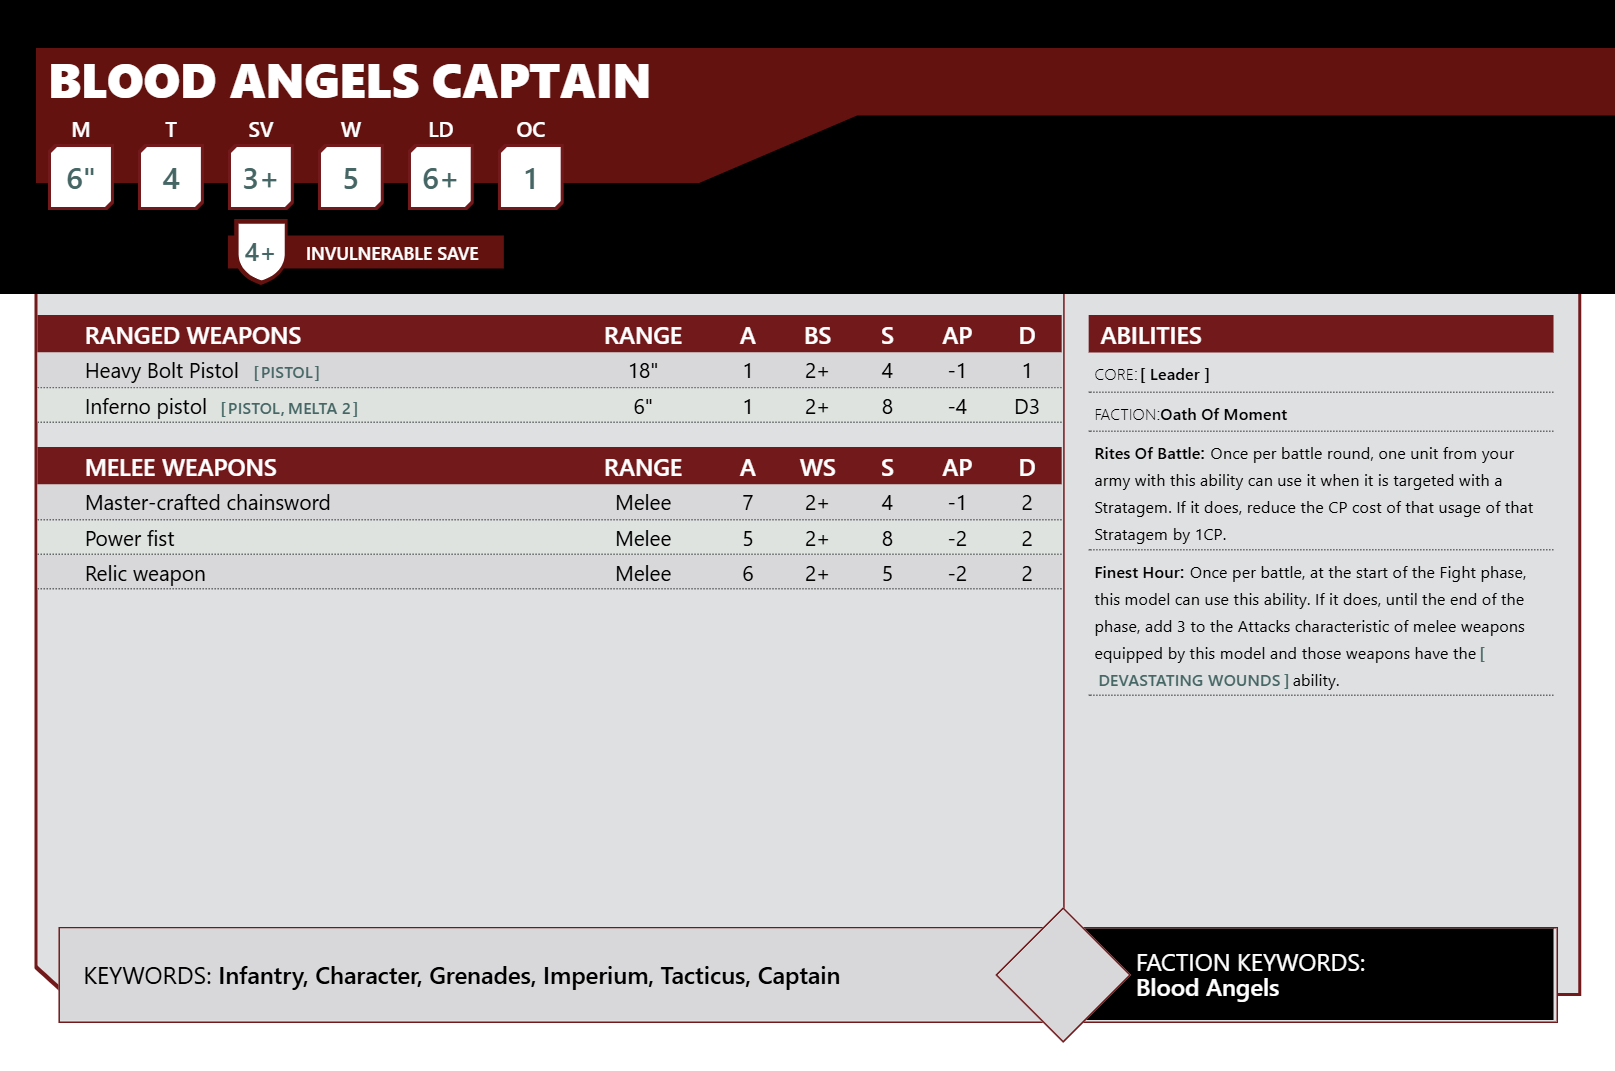 BLOOD ANGELS CAPTAIN
M T SV W LD OC
6" 4 3+ 5 6+ 1
4+ INVULNERABLE SAVE
RANGED WEAPONS RANGE A BS S AP D
Heavy Bolt Pistol [PISTOL] 18" 1 2+ 4 -1 1
Inferno pistol [PISTOL, MELTA 2] 6" 1 2+ 8 -4 D3
MELEE WEAPONS RANGE A WS S AP D
Master-crafted chainsword Melee 7 2+ 4 -1 2
Power fist Melee 5 2+ 8 -2 2
Relic weapon Melee 6 2+ 5 -2 2
ABILITIES
CORE: [ Leader ]
FACTION:Oath Of Moment
Rites Of Battle: Once per battle round, one unit from your
army with this ability can use it when it is targeted with a
Stratagem. If it does, reduce the CP cost of that usage of that
Stratagem by 1CP.
Finest Hour: Once per battle, at the start of the Fight phase,
this model can use this ability. If it does, until the end of the
phase, add 3 to the Attacks characteristic of melee weapons
equipped by this model and those weapons have the [
DEVASTATING WOUNDS ] ability.
KEYWORDS: Infantry, Character, Grenades, Imperium, Tacticus, Captain
FACTION KEYWORDS:
Blood Angels